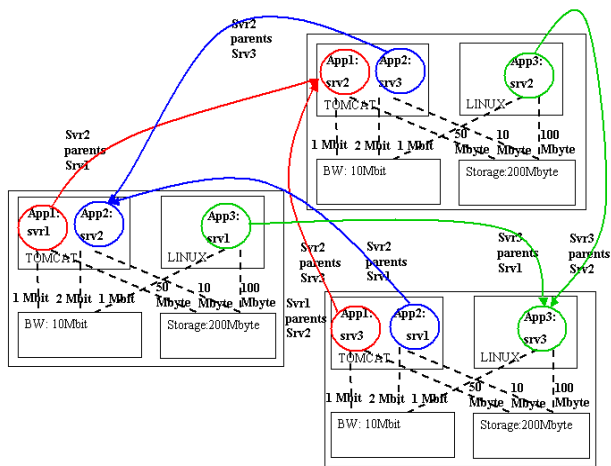 Svr2
parents
Srv3
App1:
srv2
App2:
srv3
App3:
srv2
TOMCAT
LINUX
1 Mbit
2 Mbit
1 Mbit
50
Mbyte
10
Mbyte
100
Mbyte
BW: 10Mbit
Storage:200Mbyte
Svr2
parents
Srv1
App1:
svr1
App2:
srv2
App3:
srv1
TOMCAT
LINUX
1 Mbit
2 Mbit
1 Mbit
50
Mbyte
10
Mbyte
100
Mbyte
BW: 10Mbit
Storage:200Mbyte
Svr2
parents
Srv3
Svr2
parents
Srv1
Svr3
parents
Srv1
Svr3
parents
Srv2
Svr1
parents
Srv2
App1:
srv3
App2:
srv1
App3:
srv3
TOMCAT
LINUX
1 Mbit
2 Mbit
1 Mbit
50
Mbyte
10
Mbyte
100
Mbyte
BW: 10Mbit
Storage:200Mbyte